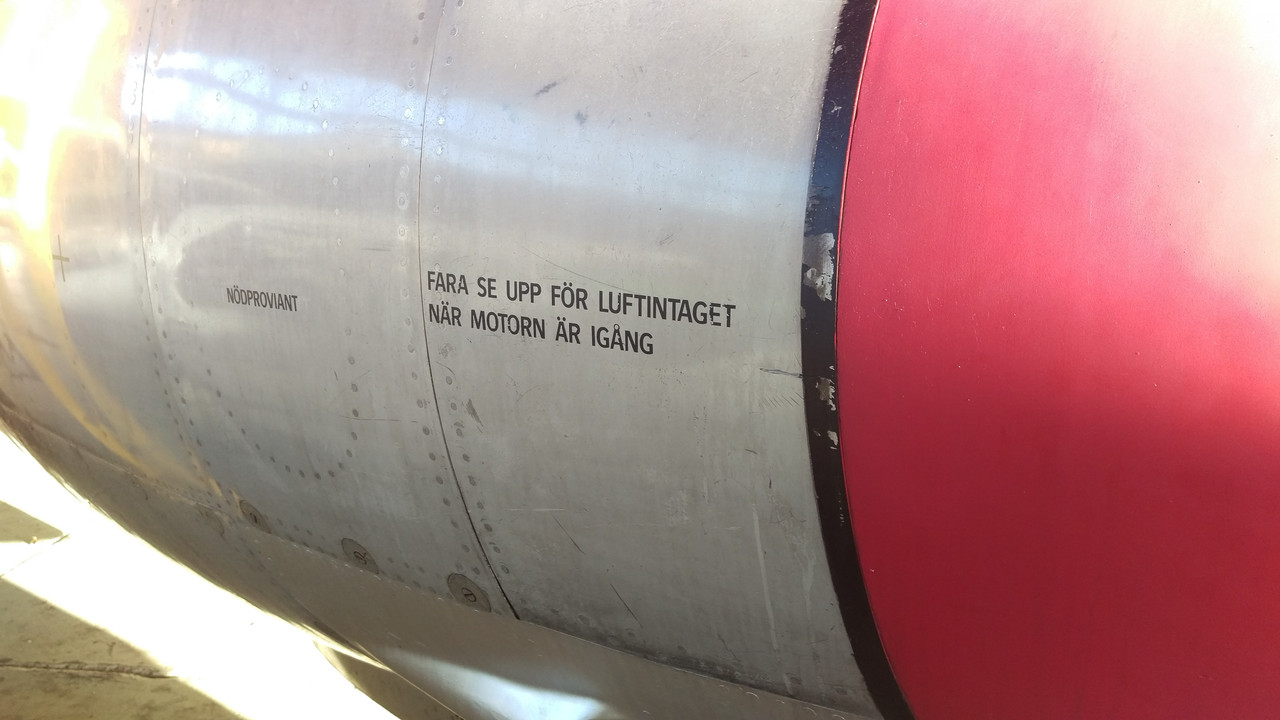 NÖDPROVIANT
FARA SE UPP FÖR LUFTINTAGET
NÄR MOTORN ÄR IGÅNG